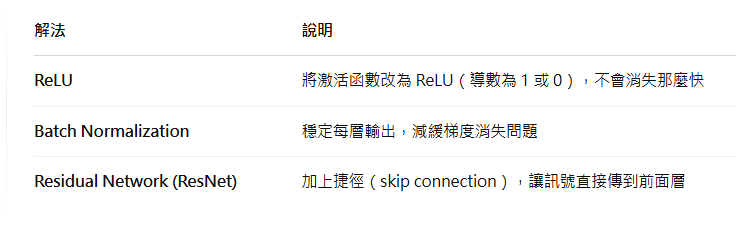 解法 說明
ReLU 將激活函數改為 ReLU（導數為 1 或 0），不會消失那麼快
Batch Normalization 穩定每層輸出，減緩梯度消失問題
Residual Network (ResNet) 加上捷徑（skip connection），讓訊號直接傳到前面層